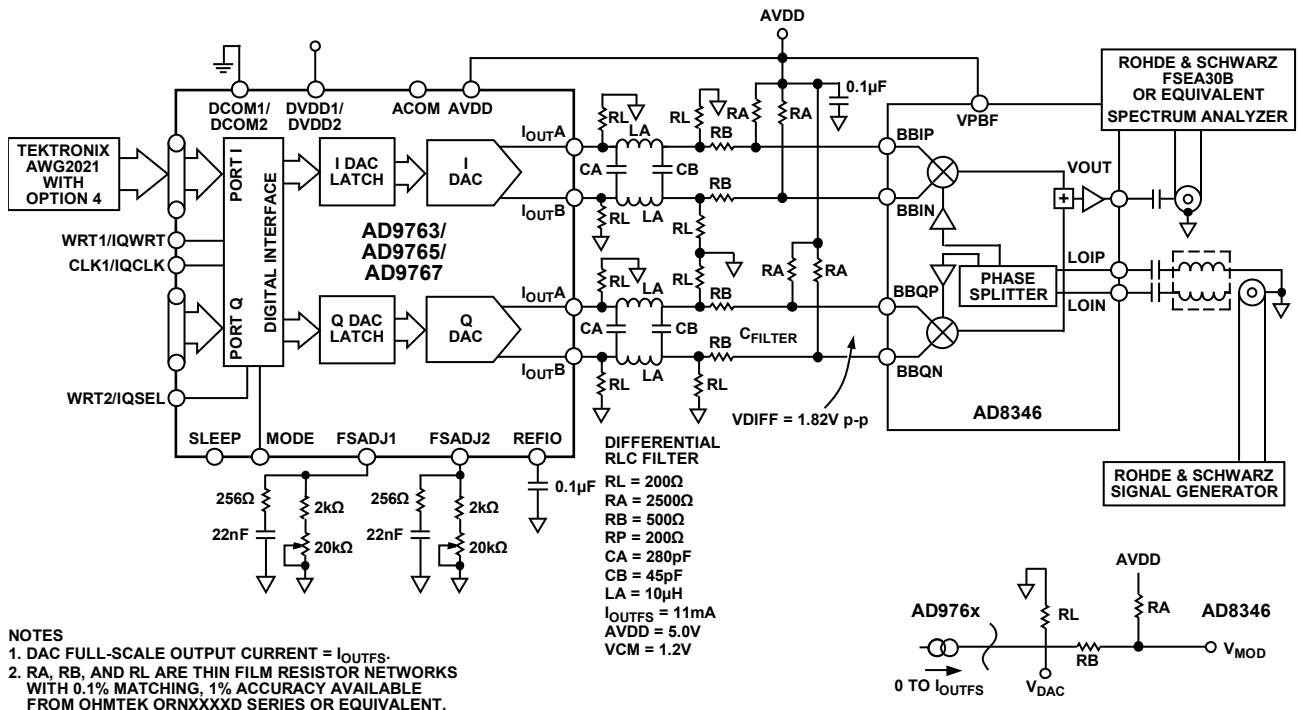 AVDD
ROHDE & SCHWARZ
FSEA30B
OR EQUIVALENT
SPECTRUM ANALYZER
DCOM1/
DCOM2
DVDD1/
DVDD2
ACOM
AVDD
RL
LA
RL
RA
RB
RA
0.1µF
VPBF
TEKTRONIX
AWG2021
WITH
OPTION 4
PORT I
DIGITAL INTERFACE
I DAC
LATCH
I
DAC
IOUTA
CA
CB
BBIP
VOUT
IOUTB
RL
LA
RB
RL
BBIN
AD9763/
AD9765/
AD9767
WRT1/IQWRT
CLK1/IQCLK
RL
LA
RL
RB
RA
RA
PHASE
SPLITTER
LOIP
LOIN
PORT Q
Q DAC
LATCH
Q
DAC
IOUTA
CA
CB
CFILTER
BBQP
IOUTB
RL
LA
RB
RL
BBQN
WRT2/IQSEL
VDIFF = 1.82V p-p
AD8346
SLEEP
MODE
FSADJ1
FSADJ2
REFIO
256Ω
22nF
2kΩ
20kΩ
256Ω
22nF
2kΩ
20kΩ
0.1µF
DIFFERENTIAL
RLC FILTER
RL = 200Ω
RA = 2500Ω
RB = 500Ω
RP = 200Ω
CA = 280pF
CB = 45pF
LA = 10µH
IOUTFS = 11mA
AVDD = 5.0V
VCM = 1.2V
ROHDE & SCHWARZ
SIGNAL GENERATOR
AVDD
AD976x
RL
RA
AD8346
RB
VMOD
0 TO IOUTFS
VDAC
NOTES
1. DAC FULL-SCALE OUTPUT CURRENT = IOUTFS.
2. RA, RB, AND RL ARE THIN FILM RESISTOR NETWORKS
WITH 0.1% MATCHING, 1% ACCURACY AVAILABLE
FROM OHMTEK ORNXXXXD SERIES OR EQUIVALENT.